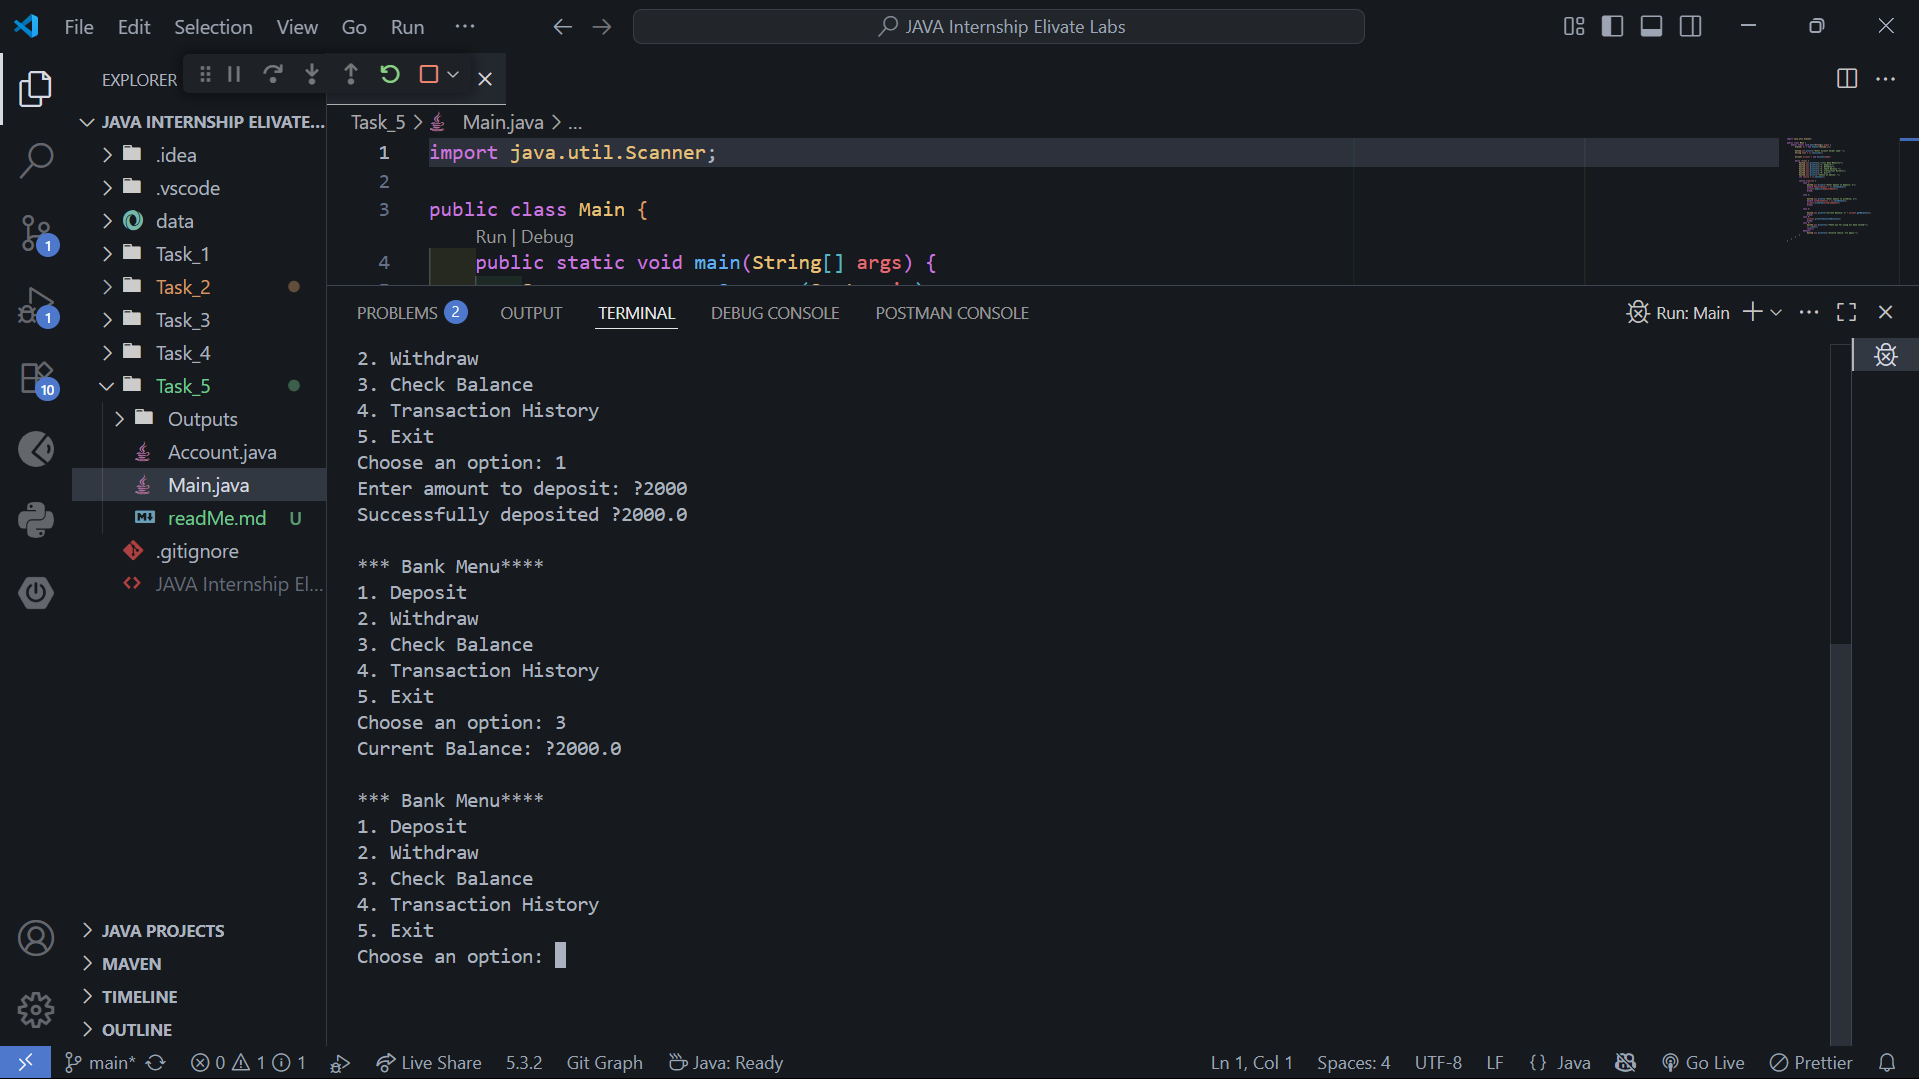 File Edit Selection View Go Run ...
JAVA Internship Elivate Labs
EXPLORER
JAVA INTERNSHIP ELIVATE...
.idea
.vscode
data
Task_1
Task_2
Task_3
Task_4
Task_5
Outputs
Account.java
Main.java
readMe.md U
.gitignore
JAVA Internship El...
JAVA PROJECTS
MAVEN
TIMELINE
OUTLINE
1
1
10
Task_5 > Main.java > ...
1 import java.util.Scanner;
2
3 public class Main {
Run | Debug
4 public static void main(String[] args) {
PROBLEMS 2 OUTPUT TERMINAL DEBUG CONSOLE POSTMAN CONSOLE
Run: Main
2. Withdraw
3. Check Balance
4. Transaction History
5. Exit
Choose an option: 1
Enter amount to deposit: ?2000
Successfully deposited ?2000.0
*** Bank Menu****
1. Deposit
2. Withdraw
3. Check Balance
4. Transaction History
5. Exit
Choose an option: 3
Current Balance: ?2000.0
*** Bank Menu****
1. Deposit
2. Withdraw
3. Check Balance
4. Transaction History
5. Exit
Choose an option:
main* 0 1 1 Live Share 5.3.2 Git Graph Java: Ready Ln 1, Col 1 Spaces: 4 UTF-8 LF {} Java Go Live Prettier